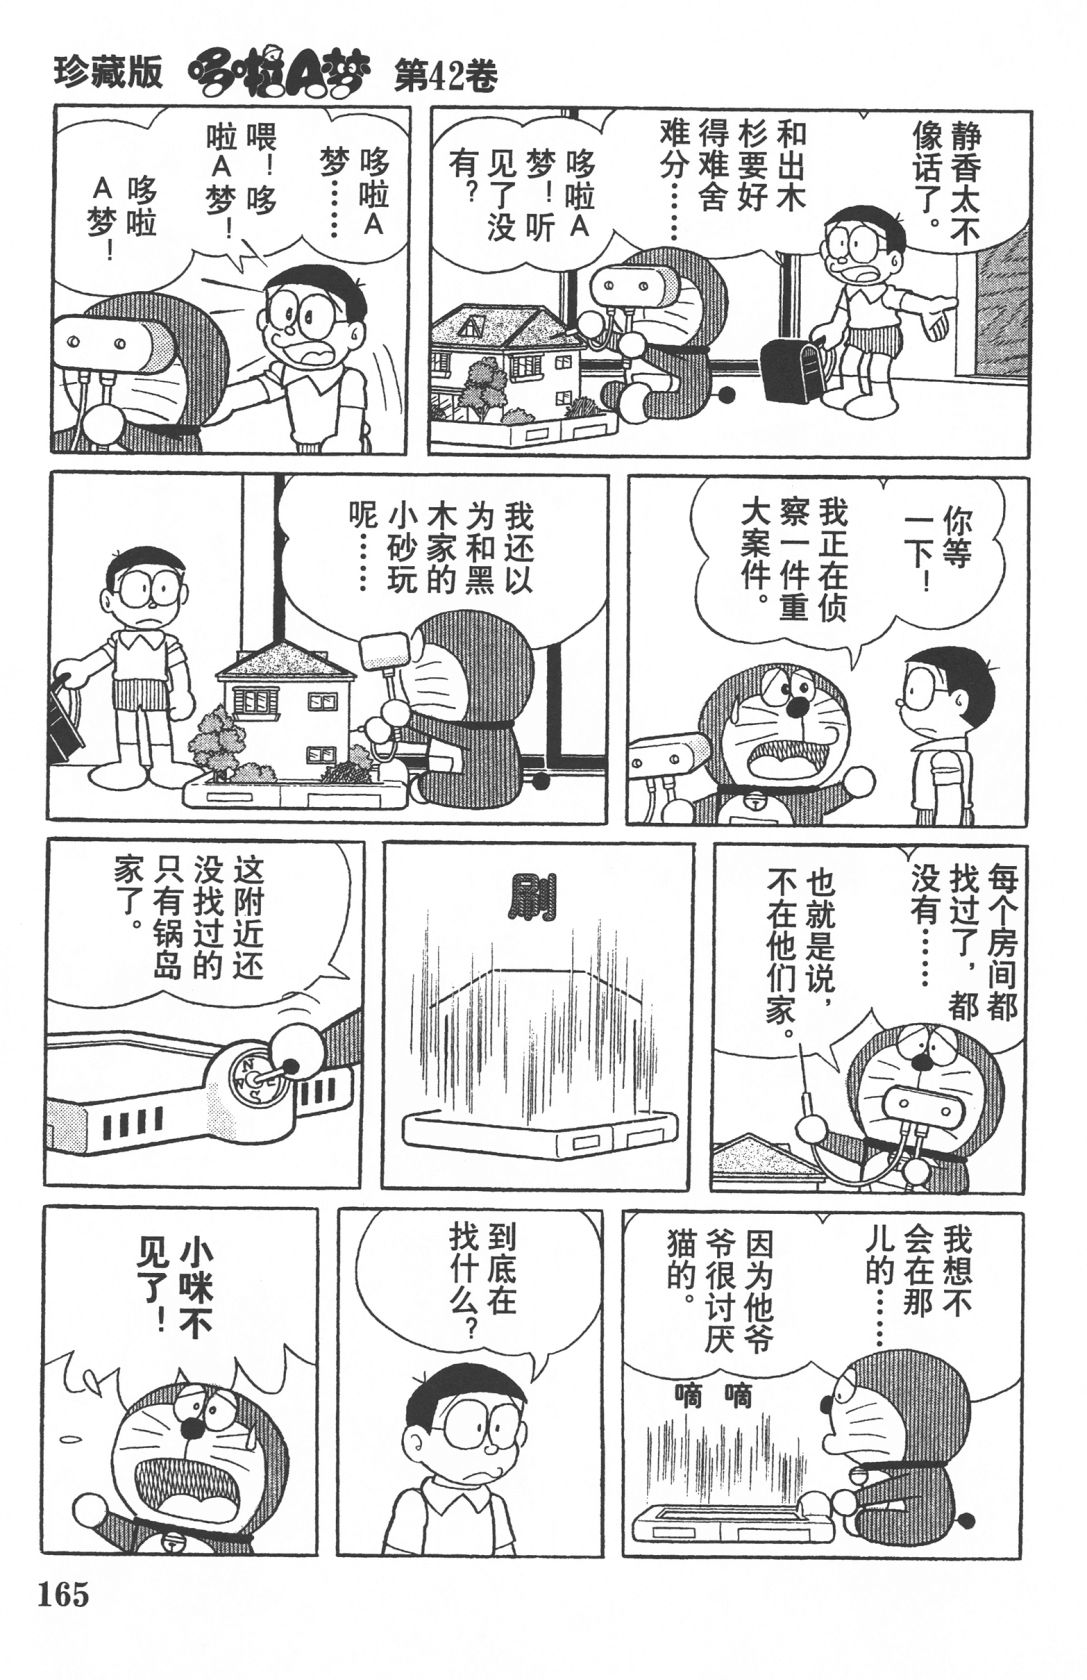 珍藏版 哆啦A梦 第42卷
静香太不
像话了。
和出木
杉要好
得难舍
难分……
哆啦A
梦！听
见了没
有？
哆啦A
梦……
喂！哆
啦A梦！
哆啦
A梦！
你等
一下！
我正在侦
察一件重
大案件。
我还以
为和黑
木家的
小砂玩
呢……
每个房间都
找过了，都
没有……
也就是说，
不在他们家。
刷
这附近还
没找过的
只有锅岛
家了。
我想不
会在那
儿的……
因为他爷
爷很讨厌
猫的。
嘀 嘀
到底在
找什么？
小咪不
见了！
165